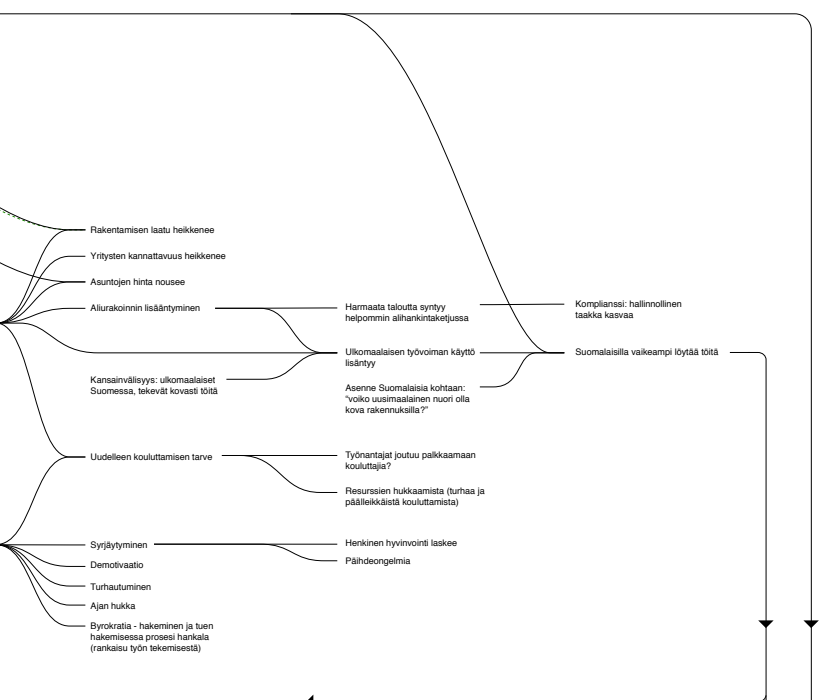 Rakentamisen laatu heikkenee
Yritysten kannattavuus heikkenee
Asuntojen hinta nousee
Aliurakoinnin lisääntyminen
Harmaata taloutta syntyy
helpommin alihankintaketjussa
Komplianssi: hallinnollinen
taakka kasvaa
Ulkomaalaisen työvoiman käyttö
lisäntyy
Suomalaisilla vaikeampi löytää töitä
Kansainvälisyys: ulkomaalaiset
Suomessa, tekevät kovasti töitä
Asenne Suomalaisia kohtaan:
"voiko uusimaalainen nuori olla
kova rakennuksilla?"
Uudelleen kouluttamisen tarve
Työnantajat joutuu palkkaamaan
kouluttajia?
Resurssien hukkaamista (turhaa ja
päälleikkäistä kouluttamista)
Syrjäytyminen
Henkinen hyvinvointi laskee
Päihdeongelmia
Demotivaatio
Turhautuminen
Ajan hukka
Byrokratia - hakeminen ja tuen
hakemisessa prosesi hankala
(rankaisu työn tekemisestä)